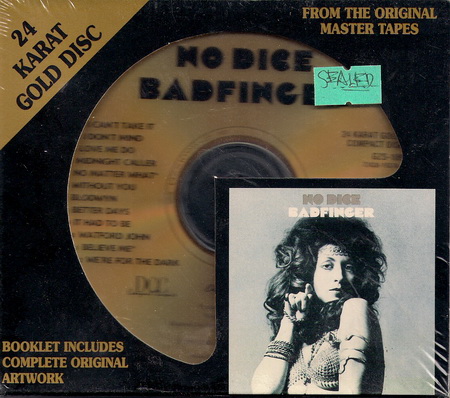 24
KARAT
GOLD DISC
FROM THE ORIGINAL
MASTER TAPES
NO DICE
BADFINGER
SEALED
I CAN'T TAKE IT
I DON'T MIND
LOVE ME DO
MIDNIGHT CALLER
NO MATTER WHAT
WITHOUT YOU
BLODWYN
BETTER DAYS
IT HAD TO BE
WATFORD JOHN
BELIEVE ME
WE'RE FOR THE DARK
24 KARAT
COMPACT
DCC
NO DICE
BADFINGER
BOOKLET INCLUDES
COMPLETE ORIGINAL
ARTWORK